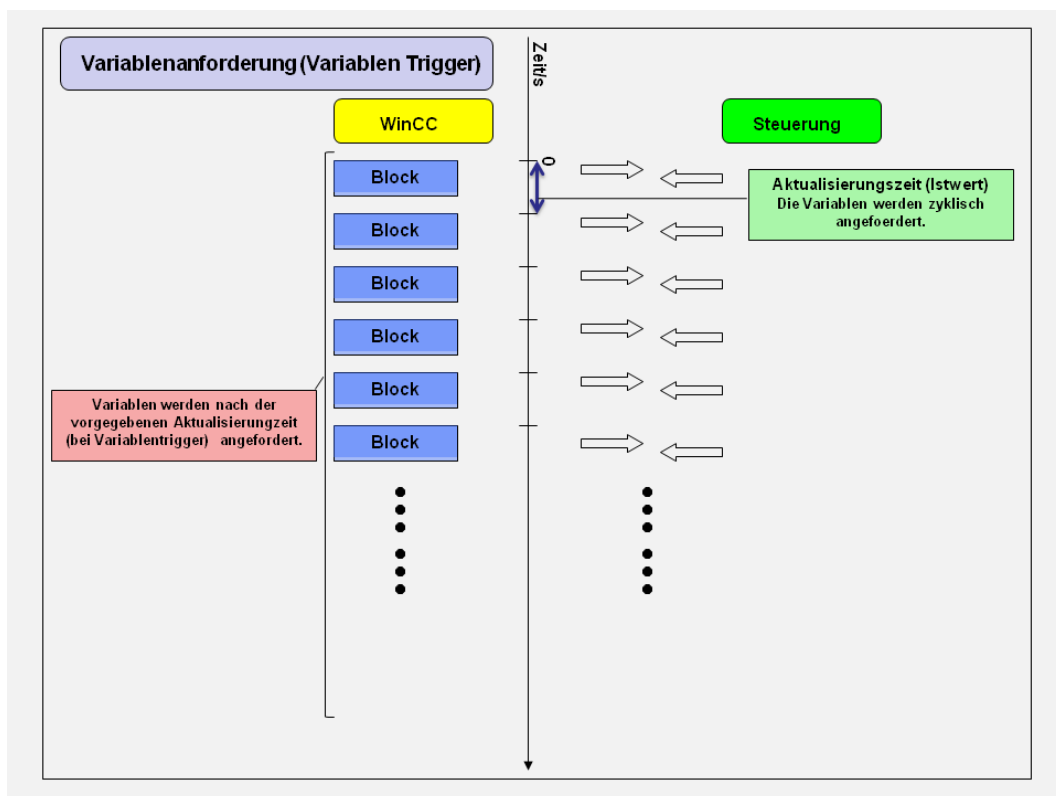 Variablenanforderung (Variablen Trigger)
Zeit/s
WinCC
Steuerung
0
Block
Block
Block
Block
Block
Block
Aktualisierungszeit (Istwert)
Die Variablen werden zyklisch
angefoerdert.
Variablen werden nach der
vorgegebenen Aktualisierungzeit
(bei Variablentrigger) angefordert.